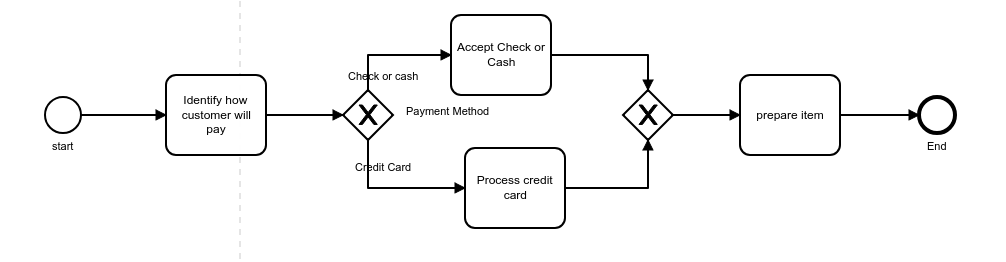 start
Identify how
customer will
pay
Check or cash
Payment Method
Credit Card
Accept Check or
Cash
Process credit
card
prepare item
End